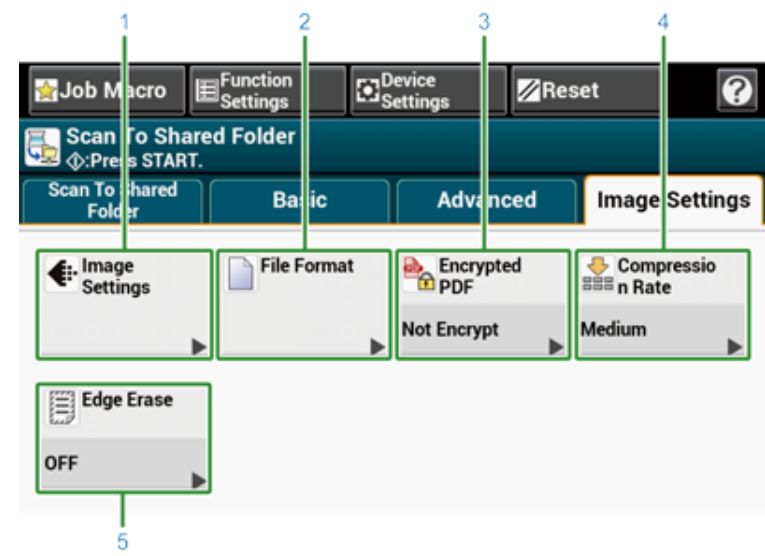 1 2 3 4
Job Macro Function Settings Device Settings Reset ?
Scan To Shared Folder
:Press START.
Scan To Shared Folder Basic Advanced Image Settings
Image Settings File Format Encrypted PDF Compressio n Rate
Not Encrypt Medium
Edge Erase
OFF
5